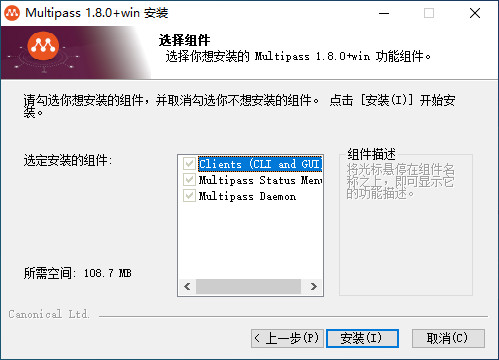 Multipass 1.8.0+win 安装
选择组件
选择你想安装的 Multipass 1.8.0+win 功能组件。
请勾选你想安装的组件，并取消勾选你不想安装的组件。 点击 [安装(I)] 开始安
装。
选定安装的组件:
Clients (CLI and GUI
Multipass Status Menu
Multipass Daemon
组件描述
将光标悬停在组件名
称之上，即可显示它
的功能描述。
所需空间: 108.7 MB
Canonical Ltd.
< 上一步(P)
安装(I)
取消(C)